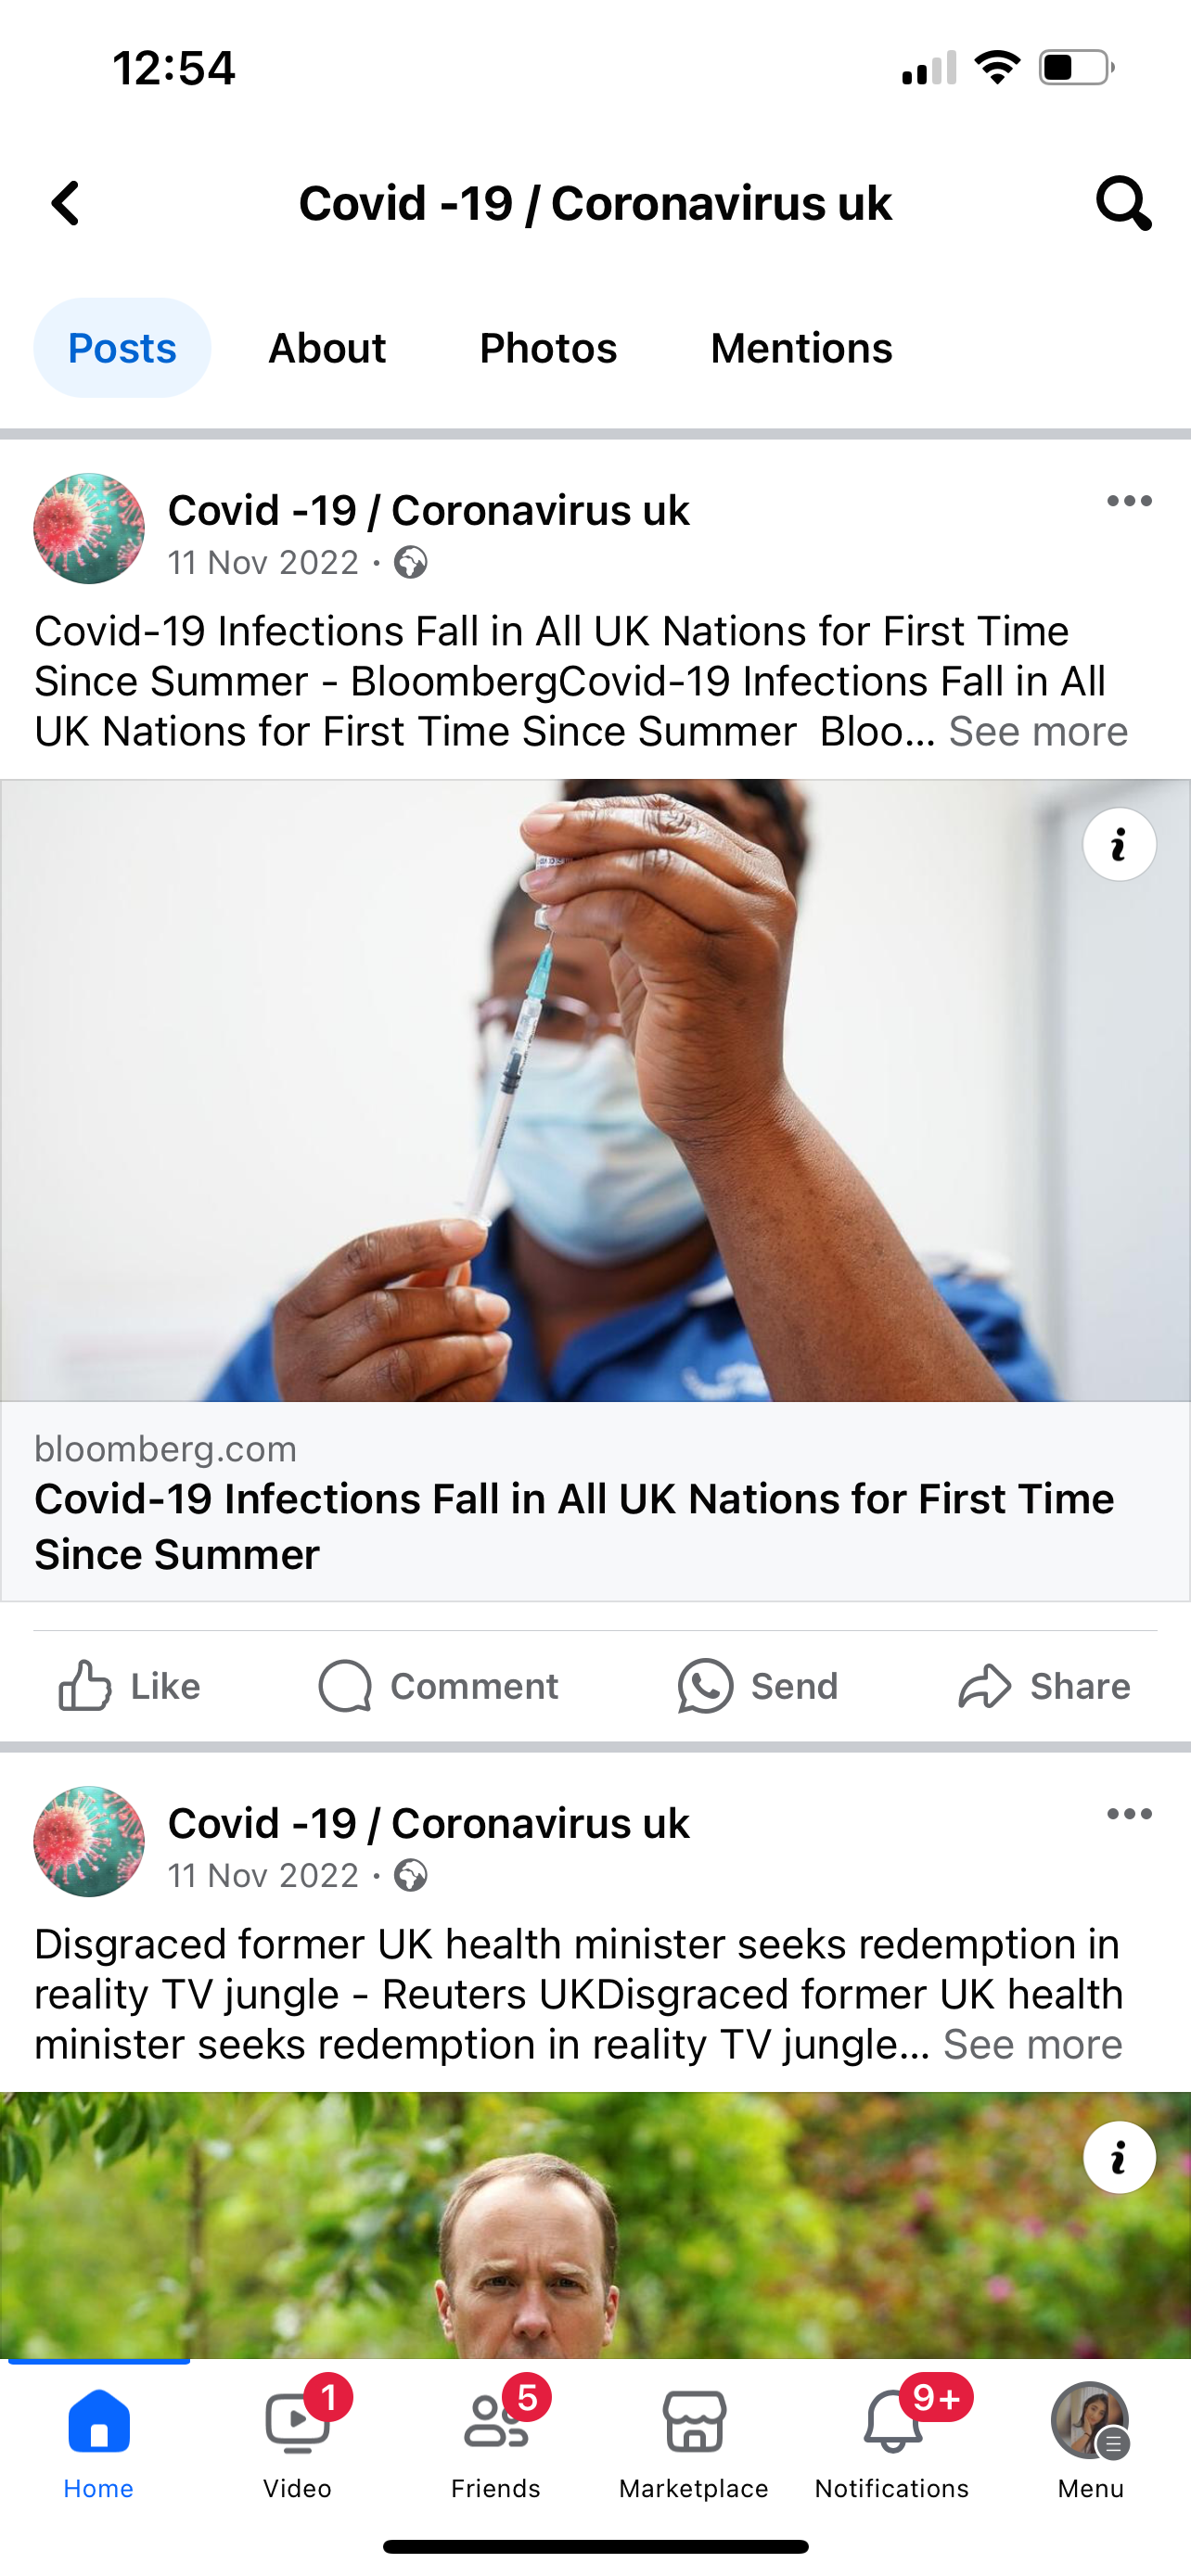 12:54
Covid -19 / Coronavirus uk
Posts
About
Photos
Mentions
Covid -19 / Coronavirus uk
11 Nov 2022 ·
Covid-19 Infections Fall in All UK Nations for First Time
Since Summer - BloombergCovid-19 Infections Fall in All
UK Nations for First Time Since Summer  Bloo... See more
bloomberg.com
Covid-19 Infections Fall in All UK Nations for First Time
Since Summer
Like
Comment
Send
Share
Covid -19 / Coronavirus uk
11 Nov 2022 ·
Disgraced former UK health minister seeks redemption in
reality TV jungle - Reuters UKDisgraced former UK health
minister seeks redemption in reality TV jungle... See more
1
5
9+
Home
Video
Friends
Marketplace
Notifications
Menu